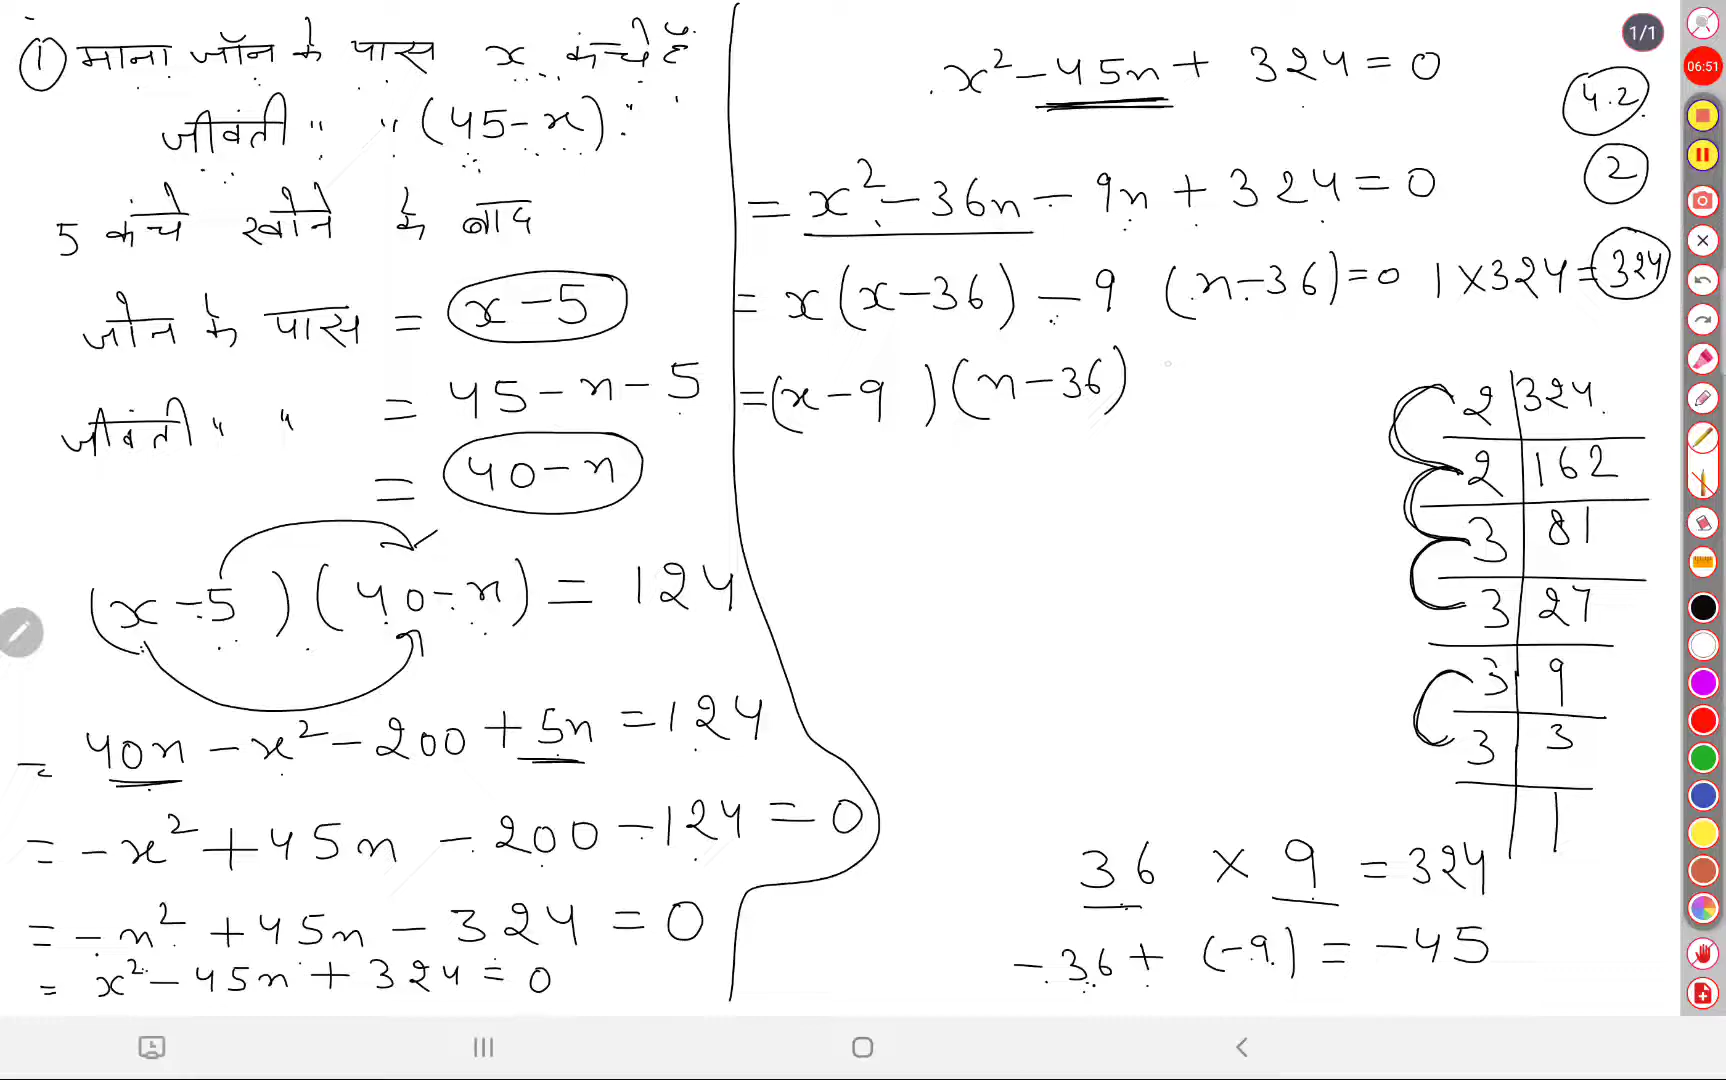 ① माना जॉन के पास x कंचे हैं
जीवंती " " (45-x) "
5 कंचे खोने के बाद
जॉन के पास = x-5
जीवंती " " = 45-x-5
= 40-x
(x-5)(40-x) = 124
= 40x-x²-200+5x=124
= -x²+45x-200-124=0
= -x²+45x-324=0
= x²-45x+324=0
x²-45x+324=0
= x²-36x-9x+324=0
= x(x-36)-9(x-36)=0
=(x-9)(x-36)
4.2
2
1×324=324
2 324
2 162
3 81
3 27
3 9
3 3
1
36 × 9 = 324
-36+(-9)=-45
1/1
06:51